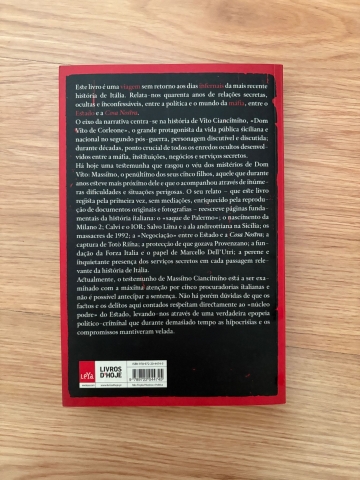 Este livro é uma viagem sem retorno aos dias infernais da mais recente
história de Itália. Relata-nos quarenta anos de relações secretas,
ocultas e inconfessáveis, entre a política e o mundo da máfia, entre o
Estado e a Cosa Nostra.
O eixo da narrativa centra-se na história de Vito Ciancimino, «Dom
Vito de Corleone», o grande protagonista da vida pública siciliana e
nacional do segundo pós-guerra, personagem discutível e discutida;
durante décadas, ponto crucial de todos os enredos ocultos desenvol-
vidos entre a máfia, instituições, negócios e serviços secretos.
Há hoje uma testemunha que rasgou o véu dos mistérios de Dom
Vito: Massimo, o penúltimo dos seus cinco filhos, aquele que durante
anos esteve mais próximo dele e que o acompanhou através de inúme-
ras dificuldades e situações perigosas. O seu relato – que este livro
regista pela primeira vez, sem mediações, enriquecido pela reprodu-
ção de documentos originais e fotografias – reescreve páginas funda-
mentais da história italiana: o «saque de Palermo»; o nascimento da
Milano 2; Calvi e o IOR; Salvo Lima e a ala andreottiana na Sicília; os
massacres de 1992; a «Negociação» entre o Estado e a Cosa Nostra; a
captura de Totò Riina; a protecção de que gozava Provenzano; a fun-
dação da Forza Italia e o papel de Marcello Dell'Utri; a perene e
inquietante presença dos serviços secretos em cada passagem rele-
vante da história de Itália.
Actualmente, o testemunho de Massimo Ciancimino está a ser exa-
minado com a máxima atenção por cinco procuradorias italianas e
não é possível antecipar a sentença. Não há porém dúvidas de que os
factos e os delitos aqui contados respeitam directamente ao «núcleo
podre» do Estado, levando-nos através de uma verdadeira epopeia
político-criminal que durante demasiado tempo as hipocrisias e os
compromissos mantiveram velada.
LeYa
LIVROS
D'HOJE